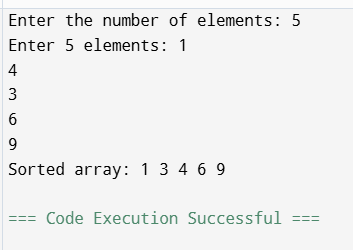 Enter the number of elements: 5
Enter 5 elements: 1
4
3
6
9
Sorted array: 1 3 4 6 9
=== Code Execution Successful ===